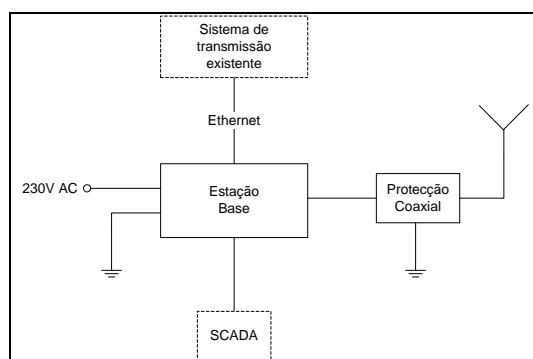 Sistema de
transmissão
existente
Ethernet
230V AC
Estação
Base
Protecção
Coaxial
SCADA